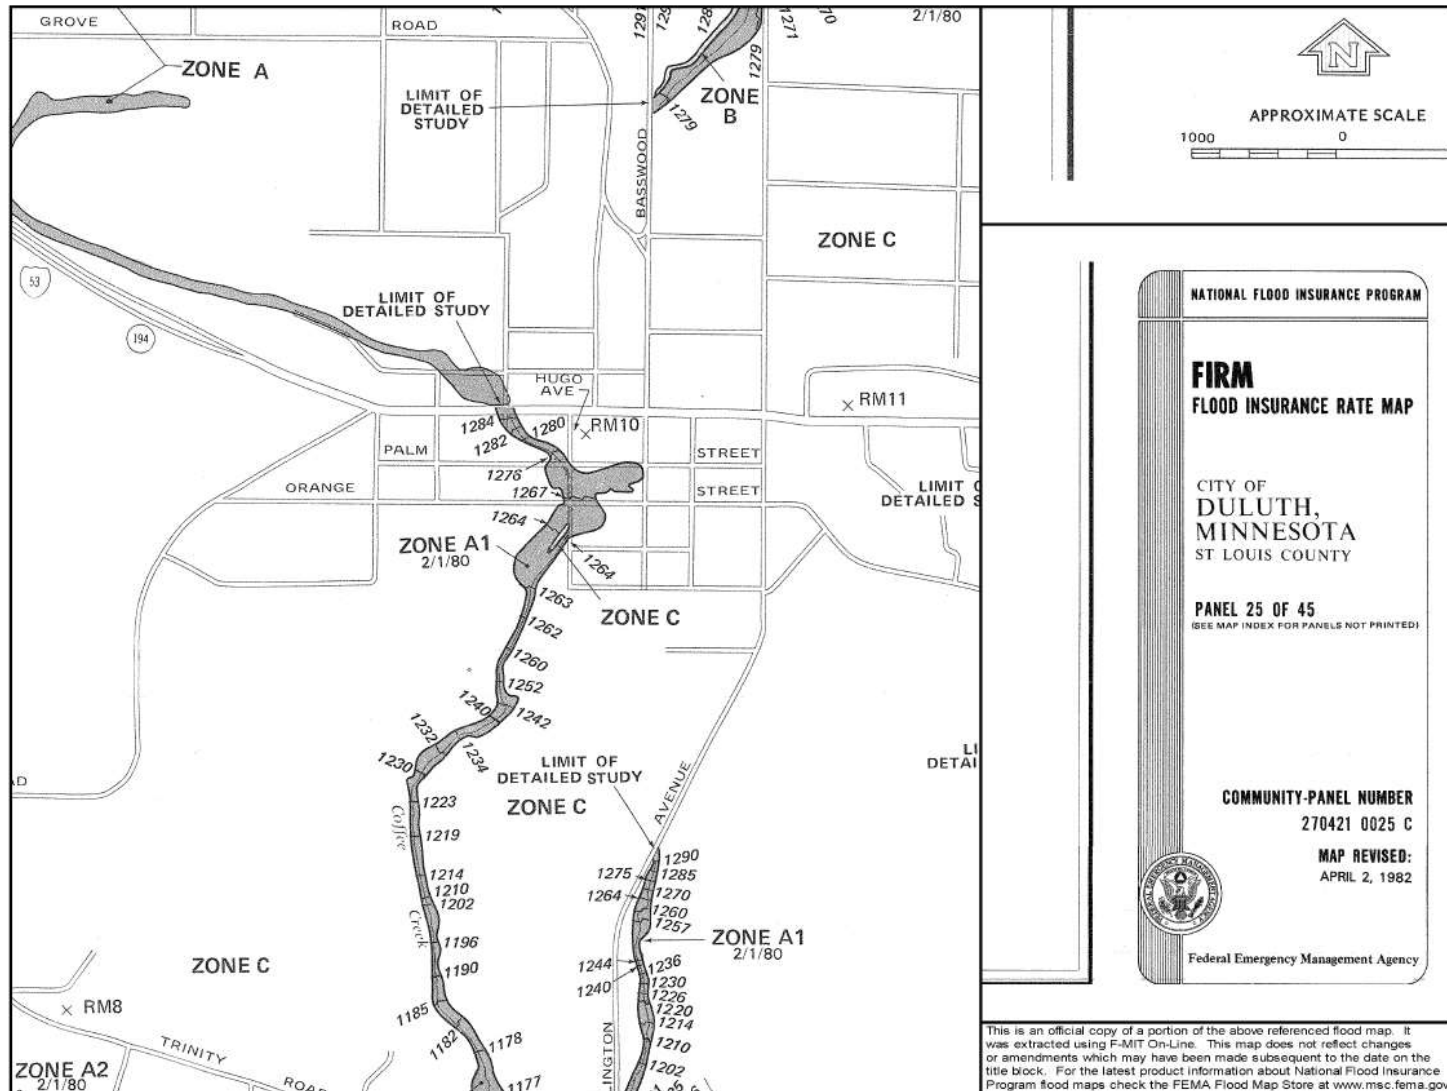 GROVE
ROAD
ZONE A
LIMIT OF
DETAILED
STUDY
1291
1279
1271
70
2/1/80
ZONE
B
1279
BASSWOOD
ZONE C
53
194
LIMIT OF
DETAILED STUDY
HUGO
AVE
RM11
RM10
1284
1282
1280
PALM
STREET
1276
ORANGE
1267
STREET
LIMIT
DETAILED S
1264
ZONE A1
2/1/80
1264
1263
ZONE C
1262
1260
1252
1240
1242
1232
1234
1230
LIMIT OF
DETAILED STUDY
ZONE C
AVENUE
LI
DETAI
Coffee
Creek
1223
1219
1214
1210
1202
1196
1190
1185
1182
1178
1177
1290
1275
1285
1264
1270
1260
1257
ZONE A1
2/1/80
1244
1236
1240
1230
1226
1220
1214
1210
1202
LINGTON
ZONE C
RM8
TRINITY
ROAD
ZONE A2
2/1/80
N
APPROXIMATE SCALE
1000
0
NATIONAL FLOOD INSURANCE PROGRAM
FIRM
FLOOD INSURANCE RATE MAP
CITY OF
DULUTH,
MINNESOTA
ST LOUIS COUNTY
PANEL 25 OF 45
(SEE MAP INDEX FOR PANELS NOT PRINTED)
COMMUNITY-PANEL NUMBER
270421 0025 C
MAP REVISED:
APRIL 2, 1982
FEDERAL EMERGENCY MANAGEMENT AGENCY
Federal Emergency Management Agency
This is an official copy of a portion of the above referenced flood map. It
was extracted using F-MIT On-Line. This map does not reflect changes
or amendments which may have been made subsequent to the date on the
title block. For the latest product information about National Flood Insurance
Program flood maps check the FEMA Flood Map Store at www.msc.fema.gov